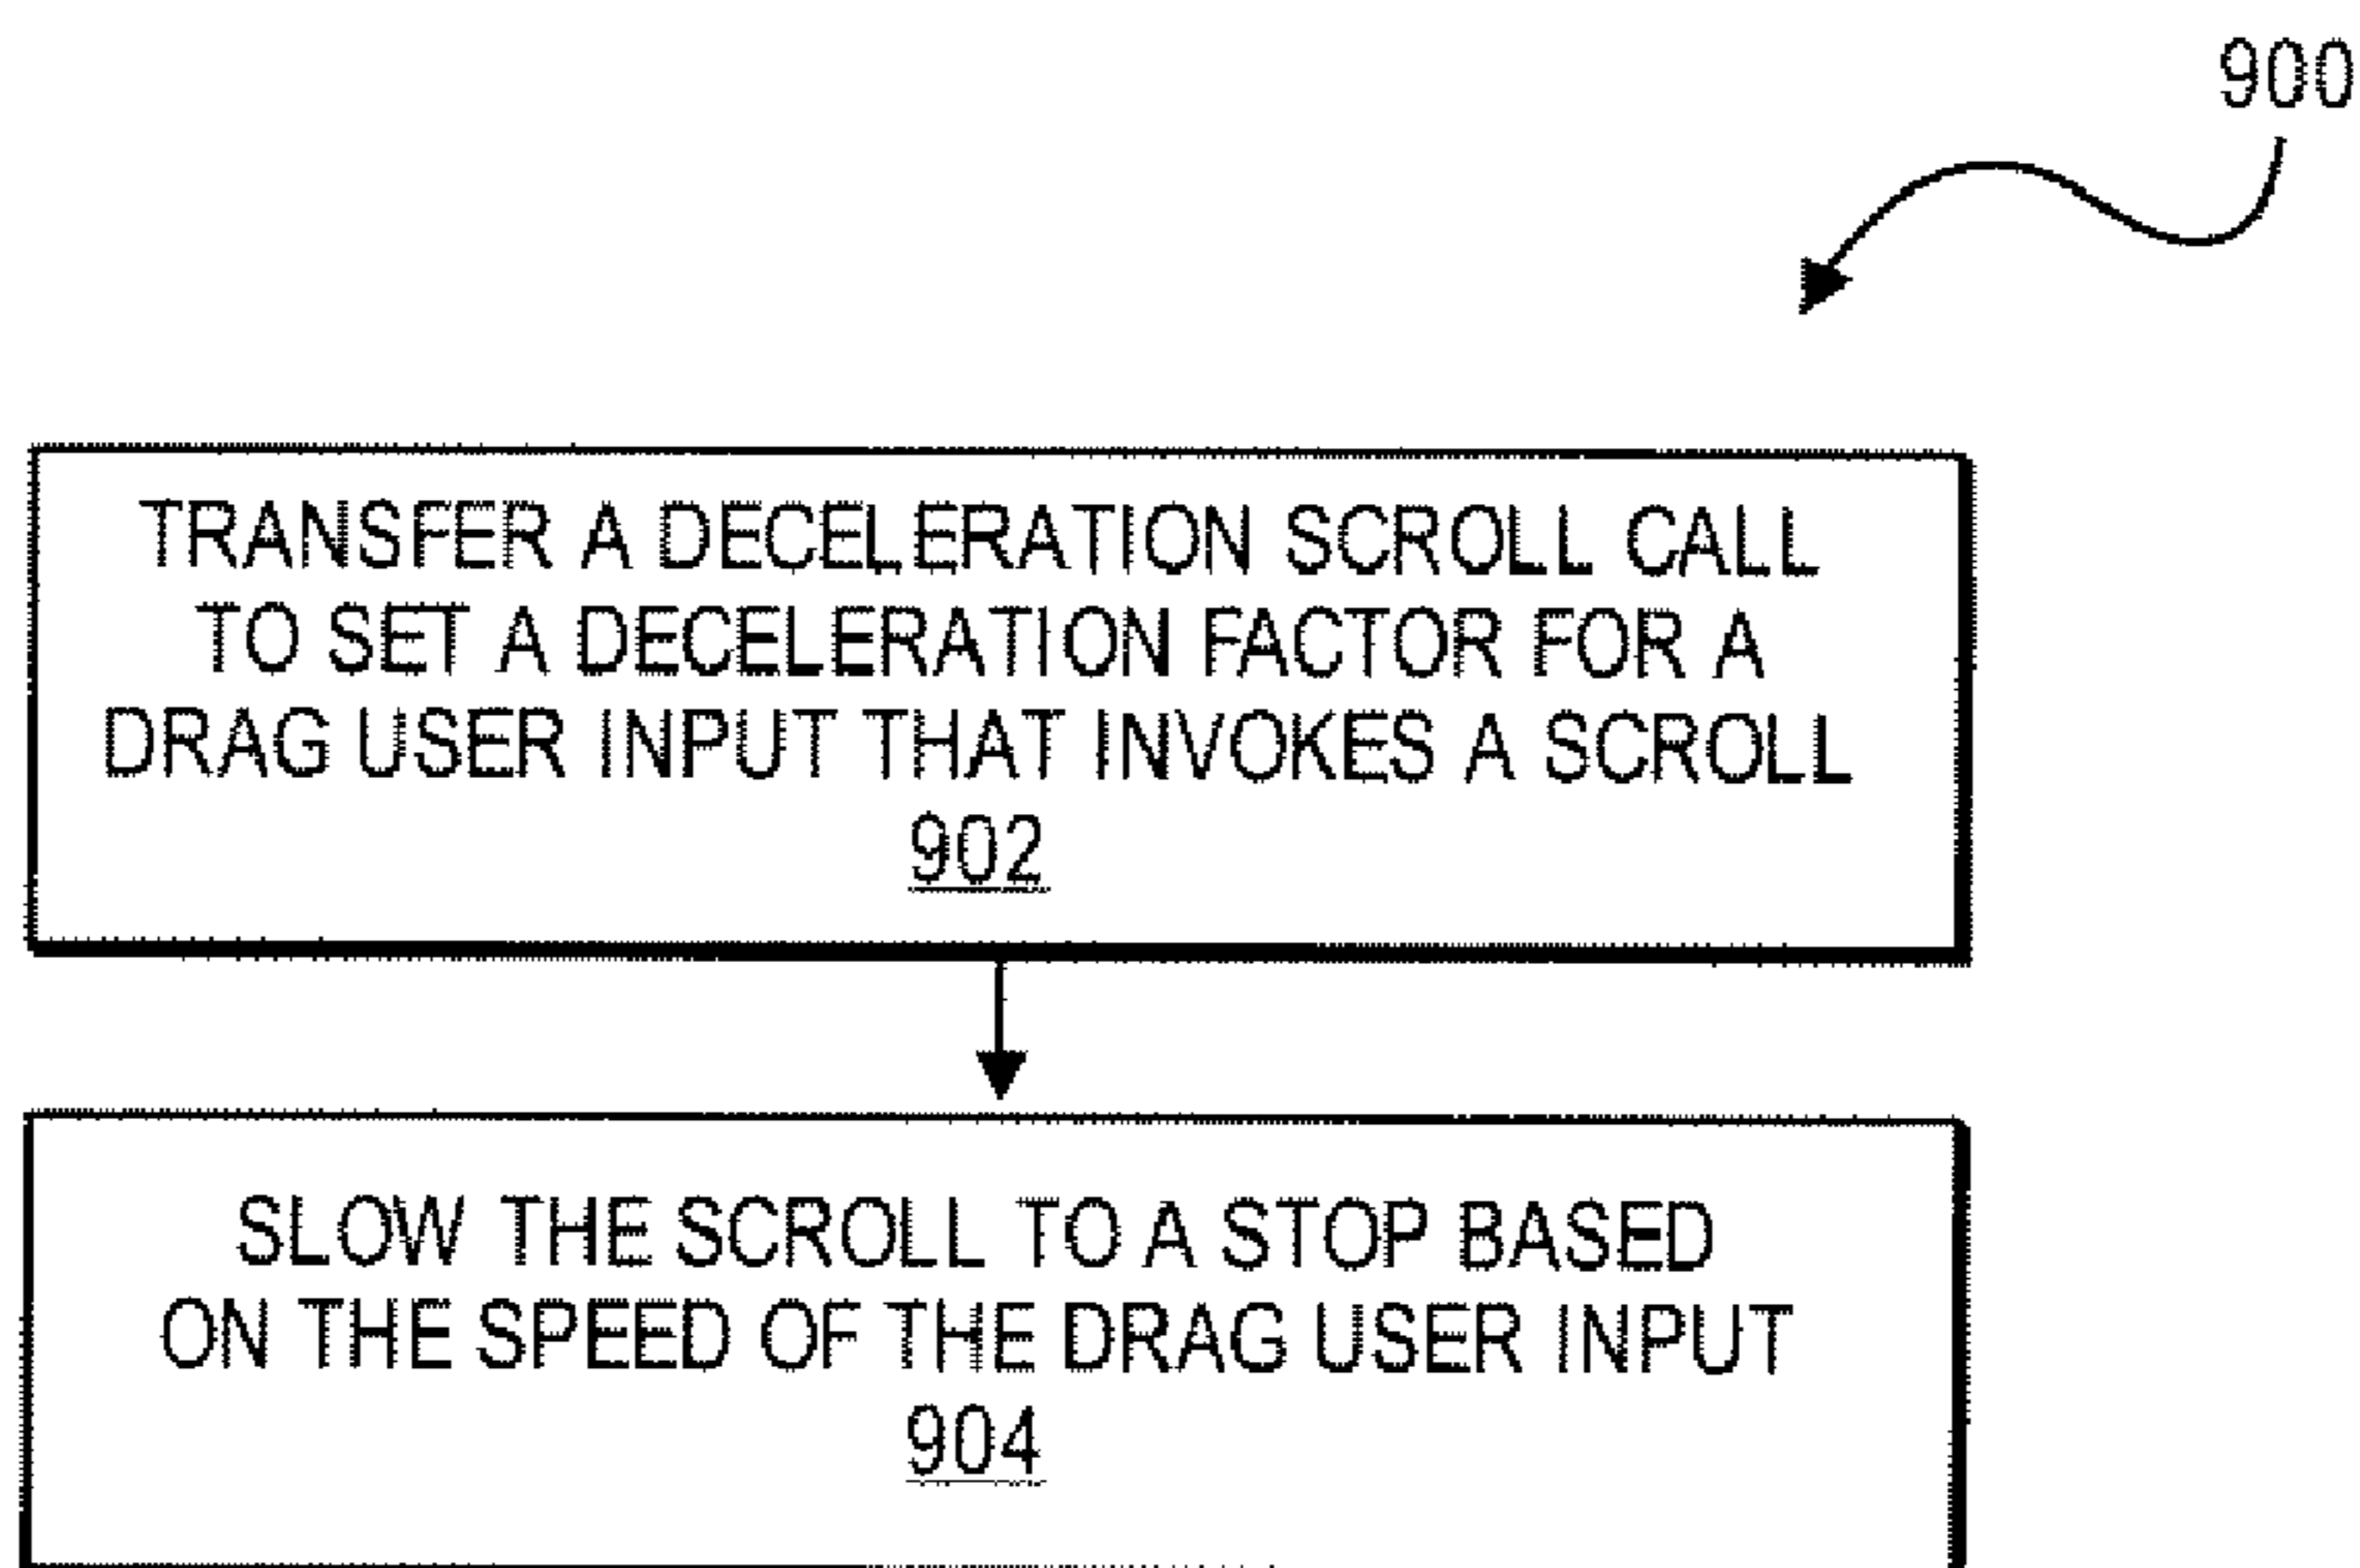 900
TRANSFER A DECELERATION SCROLL CALL
TO SET A DECELERATION FACTOR FOR A
DRAG USER INPUT THAT INVOKES A SCROLL
902
SLOW THE SCROLL TO A STOP BASED
ON THE SPEED OF THE DRAG USER INPUT
904